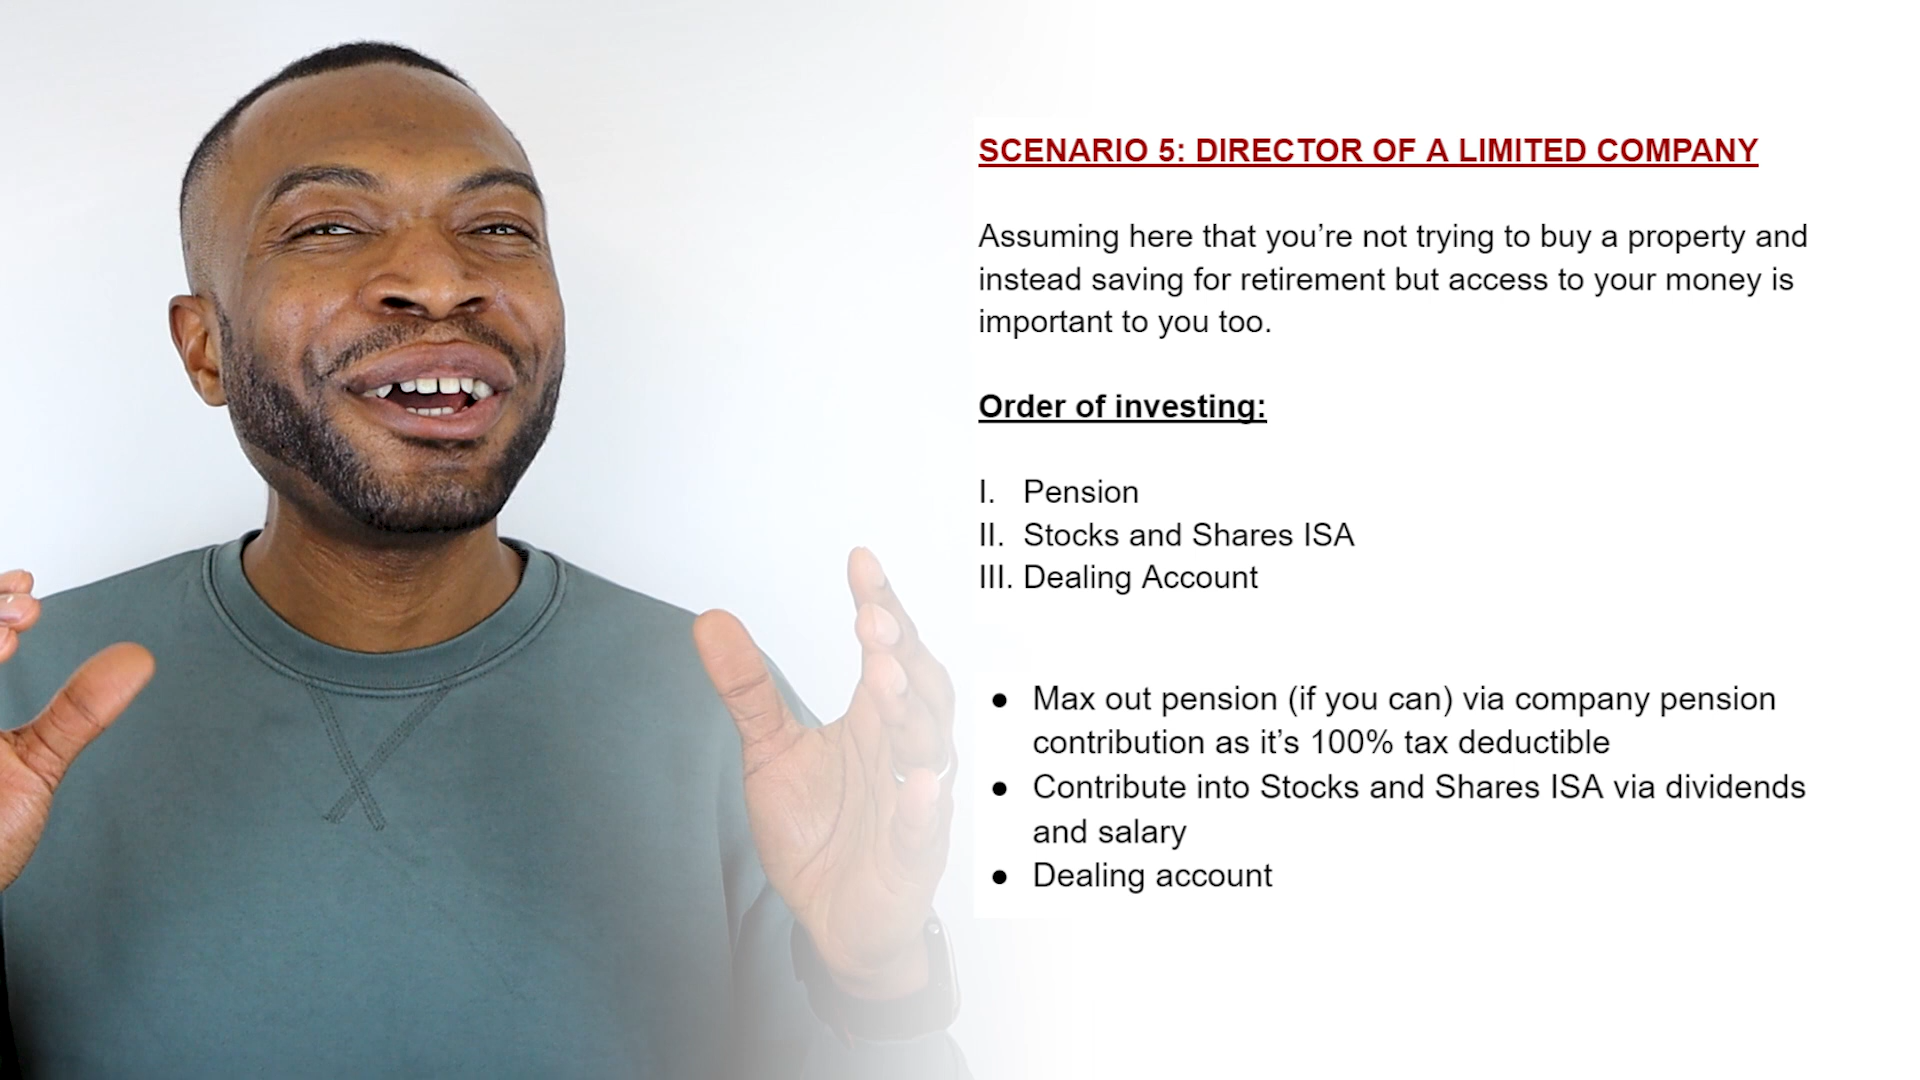 SCENARIO 5: DIRECTOR OF A LIMITED COMPANY
Assuming here that you’re not trying to buy a property and
instead saving for retirement but access to your money is
important to you too.
Order of investing:
I. Pension
II. Stocks and Shares ISA
III. Dealing Account
● Max out pension (if you can) via company pension
contribution as it’s 100% tax deductible
● Contribute into Stocks and Shares ISA via dividends
and salary
● Dealing account